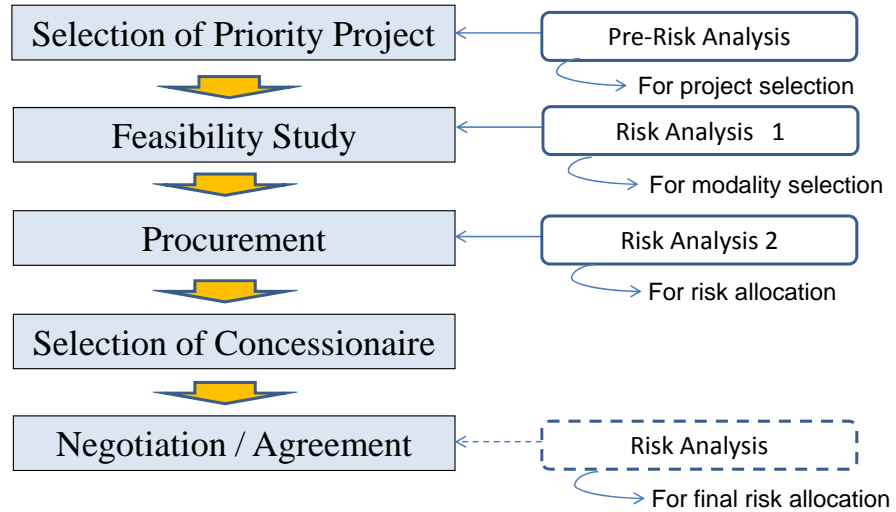 Selection of Priority Project
Pre-Risk Analysis
For project selection
Feasibility Study
Risk Analysis 1
For modality selection
Procurement
Risk Analysis 2
For risk allocation
Selection of Concessionaire
Negotiation / Agreement
Risk Analysis
For final risk allocation